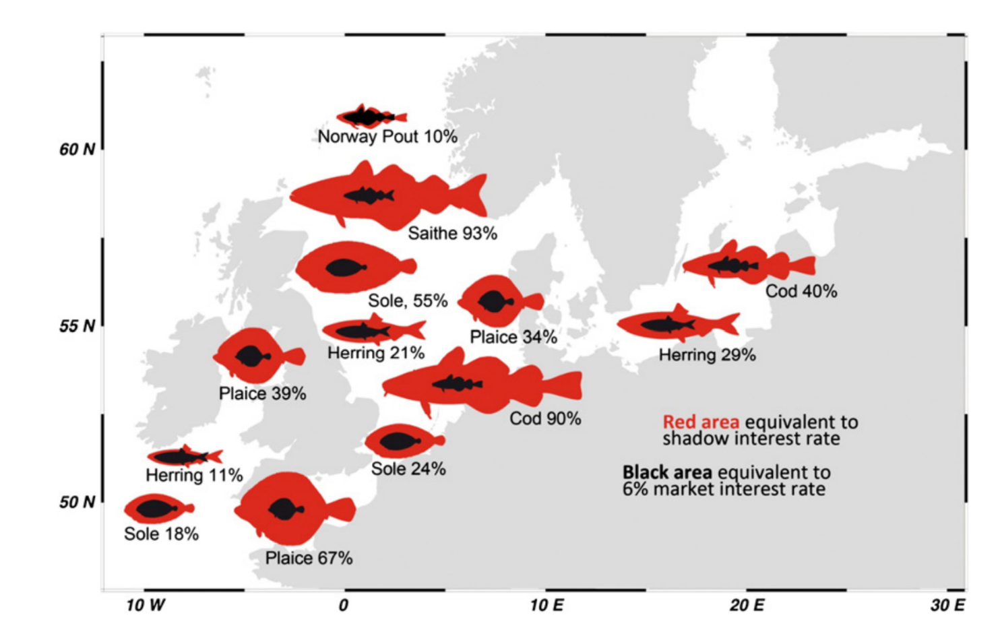 Norway Pout 10%
60 N
Saithe 93%
Cod 40%
Sole, 55%
55 N
Plaice 34%
Herring 21%
Herring 29%
Plaice 39%
Cod 90%
Red area equivalent to
shadow interest rate
Sole 24%
Herring 11%
Black area equivalent to
6% market interest rate
50 N
Sole 18%
Plaice 67%
10 W
0
10 E
20 E
30 E